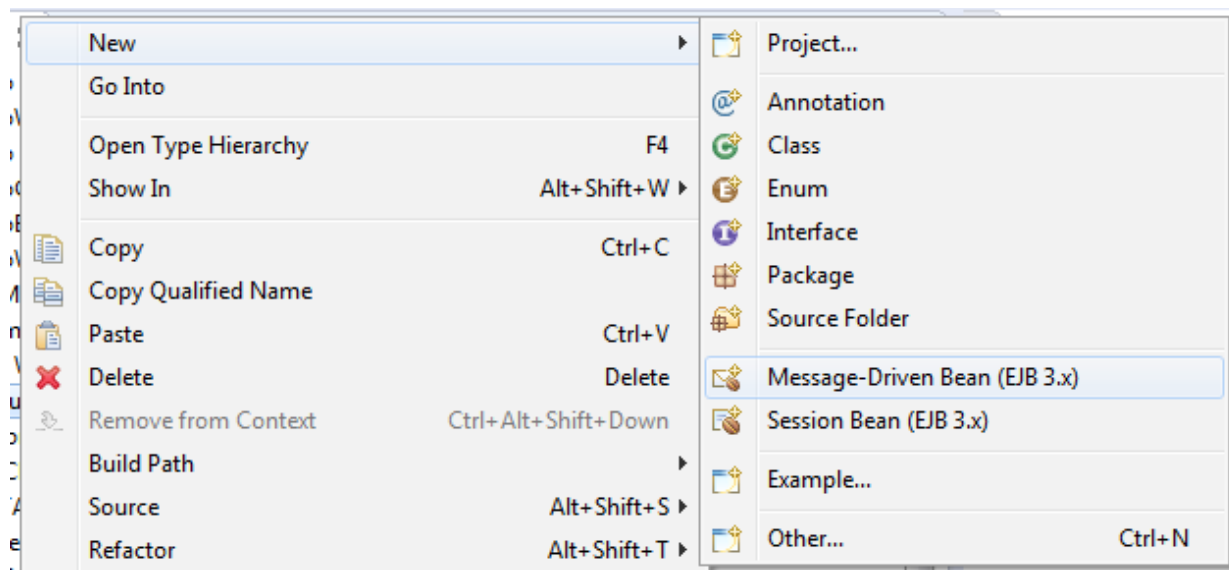 New
Go Into
Open Type Hierarchy F4
Show In Alt+Shift+W
Copy Ctrl+C
Copy Qualified Name
Paste Ctrl+V
Delete Delete
Remove from Context Ctrl+Alt+Shift+Down
Build Path
Source Alt+Shift+S
Refactor Alt+Shift+T
Project...
Annotation
Class
Enum
Interface
Package
Source Folder
Message-Driven Bean (EJB 3.x)
Session Bean (EJB 3.x)
Example...
Other... Ctrl+N